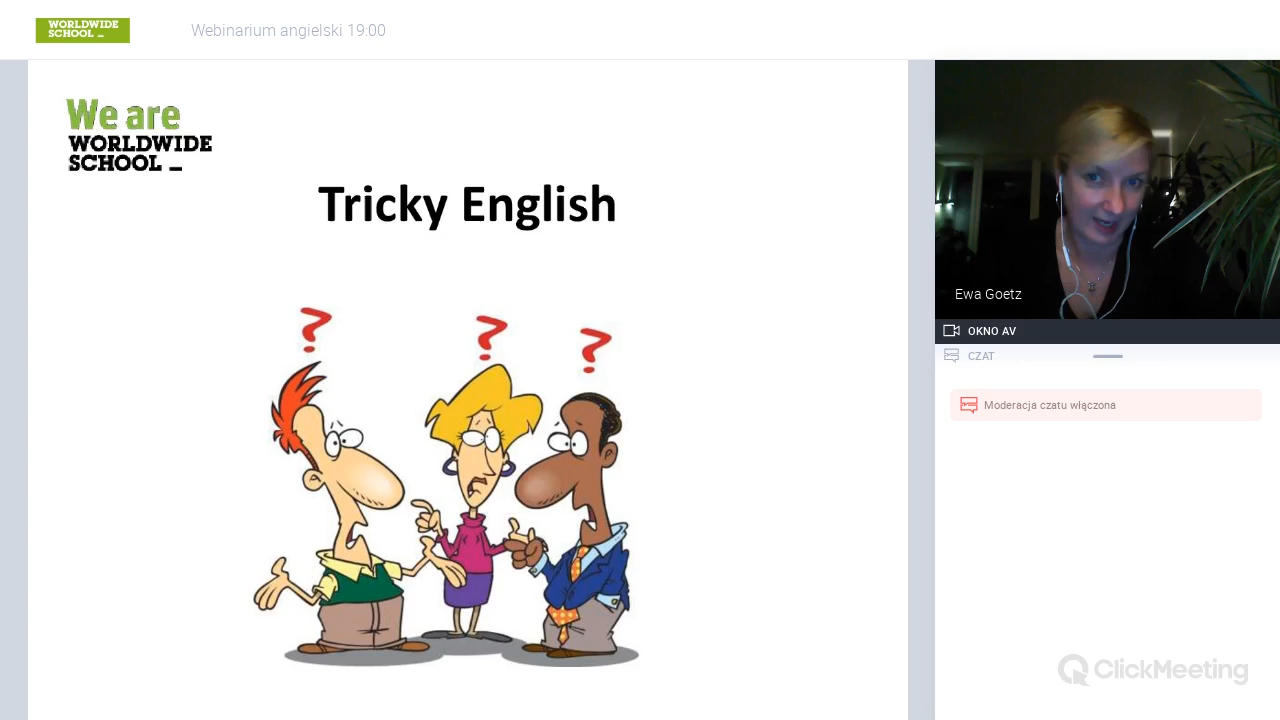 WORLDWIDE
SCHOOL _
Webinarium angielski 19:00
We are
WORLDWIDE
SCHOOL _
Tricky English
? ? ?
Ewa Goetz
OKNO AV
CZAT
Moderacja czatu włączona
ClickMeeting